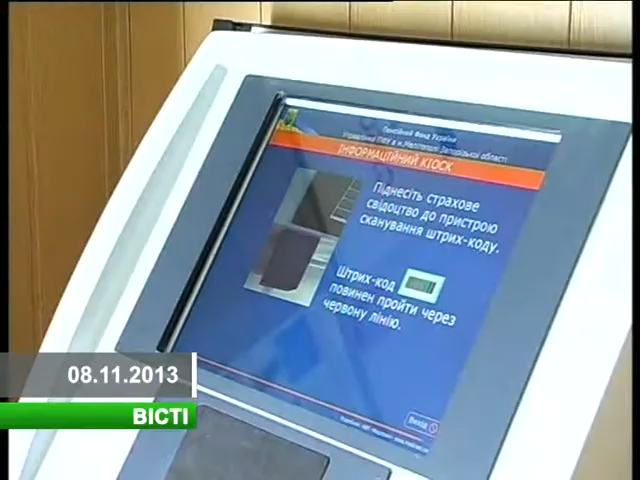 Пенсійний Фонд України
Управління ПФУ в м.Мелітополі Запорізької області
ІНФОРМАЦІЙНИЙ КІОСК
Піднесіть страхове
свідоцтво до пристрою
сканування штрих-коду.
Штрих-код
повинен пройти через
червону лінію.
Вихід
08.11.2013
ВІСТІ